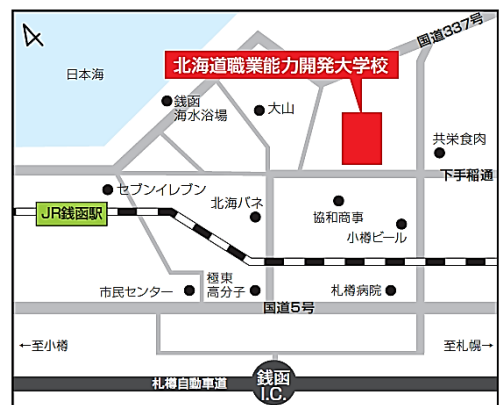 国道337号
日本海
北海道職業能力開発大学校
銭函
海水浴場
大山
共栄食肉
下手稲通
セブンイレブン
JR銭函駅
北海バネ
協和商事
小樽ビール
市民センター
極東
高分子
札樽病院
国道5号
←至小樽
至札幌→
札樽自動車道
銭函
I.C.